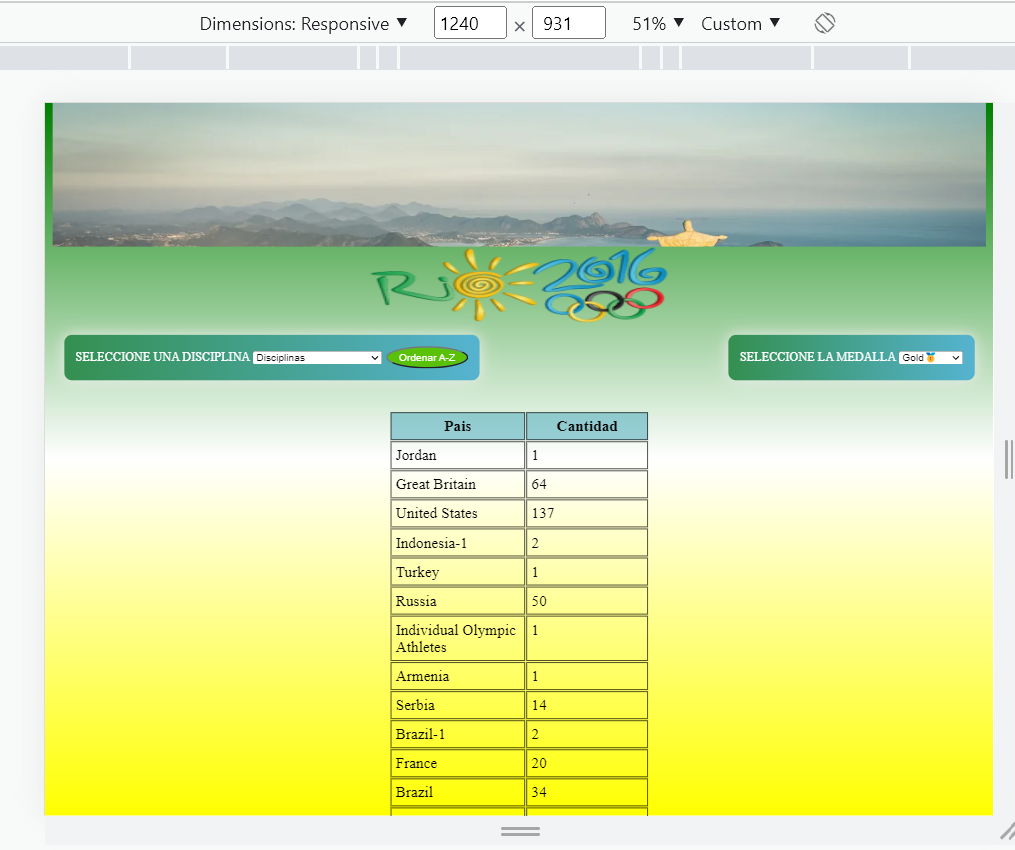 Dimensions: Responsive ▼ 1240 × 931 51% ▼ Custom ▼
Rio 2016
SELECCIONE UNA DISCIPLINA Disciplinas Ordenar A-Z SELECCIONE LA MEDALLA Gold🥇
Pais Cantidad
Jordan 1
Great Britain 64
United States 137
Indonesia-1 2
Turkey 1
Russia 50
Individual Olympic 1
Athletes
Armenia 1
Serbia 14
Brazil-1 2
France 20
Brazil 34